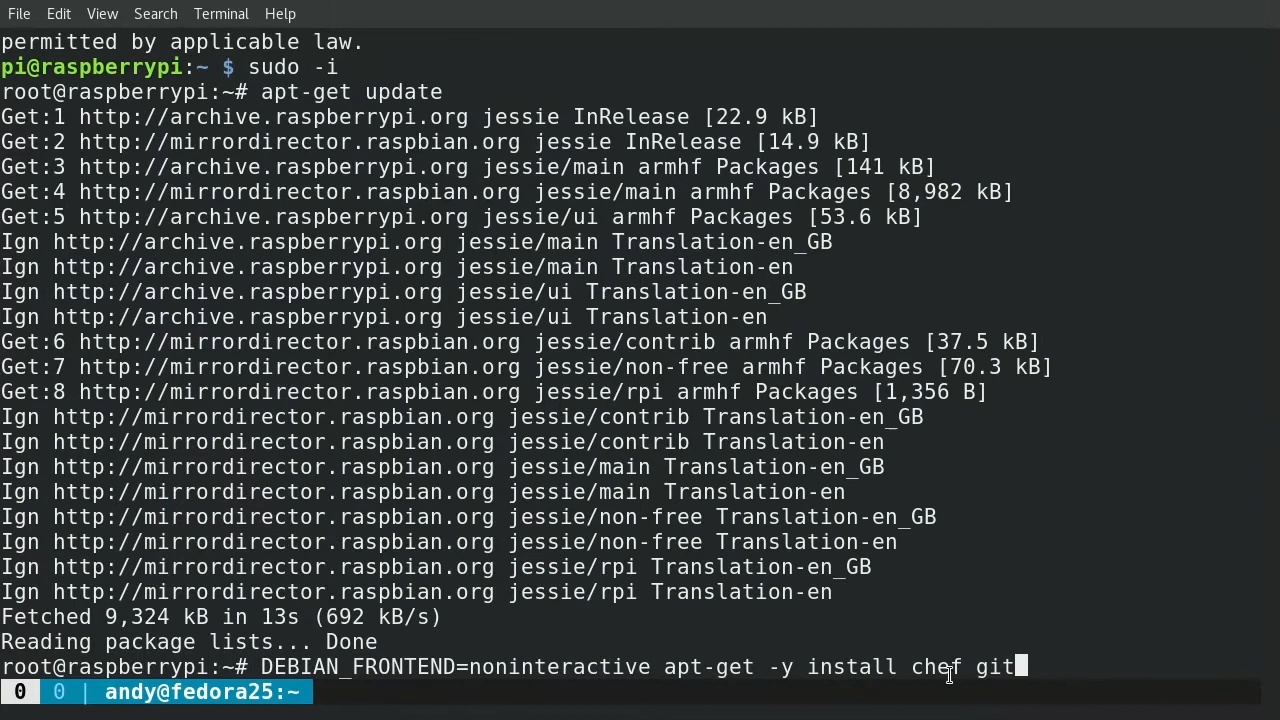 File Edit View Search Terminal Help
permitted by applicable law.
pi@raspberrypi:~ $ sudo -i
root@raspberrypi:~# apt-get update
Get:1 http://archive.raspberrypi.org jessie InRelease [22.9 kB]
Get:2 http://mirrordirector.raspbian.org jessie InRelease [14.9 kB]
Get:3 http://archive.raspberrypi.org jessie/main armhf Packages [141 kB]
Get:4 http://mirrordirector.raspbian.org jessie/main armhf Packages [8,982 kB]
Get:5 http://archive.raspberrypi.org jessie/ui armhf Packages [53.6 kB]
Ign http://archive.raspberrypi.org jessie/main Translation-en_GB
Ign http://archive.raspberrypi.org jessie/main Translation-en
Ign http://archive.raspberrypi.org jessie/ui Translation-en_GB
Ign http://archive.raspberrypi.org jessie/ui Translation-en
Get:6 http://mirrordirector.raspbian.org jessie/contrib armhf Packages [37.5 kB]
Get:7 http://mirrordirector.raspbian.org jessie/non-free armhf Packages [70.3 kB]
Get:8 http://mirrordirector.raspbian.org jessie/rpi armhf Packages [1,356 B]
Ign http://mirrordirector.raspbian.org jessie/contrib Translation-en_GB
Ign http://mirrordirector.raspbian.org jessie/contrib Translation-en
Ign http://mirrordirector.raspbian.org jessie/main Translation-en_GB
Ign http://mirrordirector.raspbian.org jessie/main Translation-en
Ign http://mirrordirector.raspbian.org jessie/non-free Translation-en_GB
Ign http://mirrordirector.raspbian.org jessie/non-free Translation-en
Ign http://mirrordirector.raspbian.org jessie/rpi Translation-en_GB
Ign http://mirrordirector.raspbian.org jessie/rpi Translation-en
Fetched 9,324 kB in 13s (692 kB/s)
Reading package lists... Done
root@raspberrypi:~# DEBIAN_FRONTEND=noninteractive apt-get -y install chef git
0 0 | andy@fedora25:~